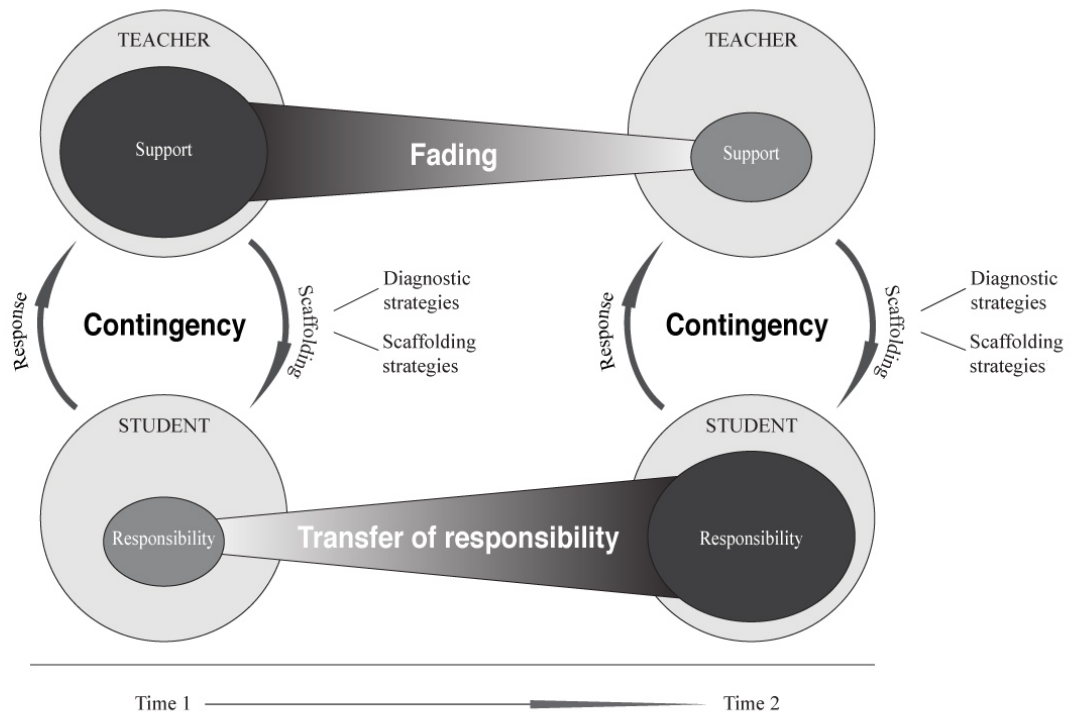 TEACHER
TEACHER
Support
Fading
Support
Response
Contingency
Scaffolding
Diagnostic
strategies
Scaffolding
strategies
Response
Contingency
Scaffolding
Diagnostic
strategies
Scaffolding
strategies
STUDENT
STUDENT
Responsibility
Transfer of responsibility
Responsibility
Time 1
Time 2